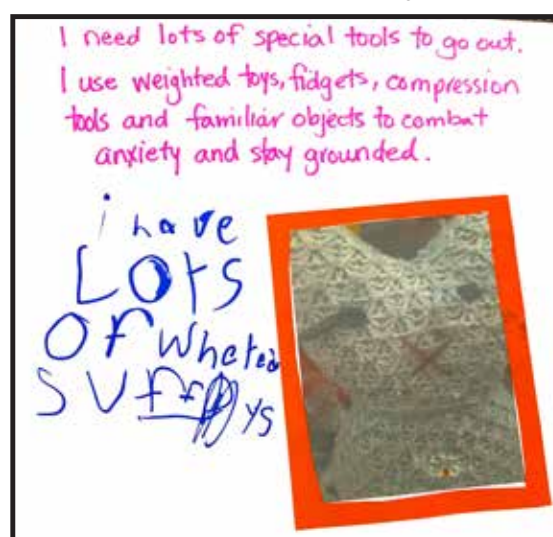 I need lots of special tools to go out.
I use weighted toys, fidgets, compression
tools and familiar objects to combat
anxiety and stay grounded.
i have
LOTS
OF Wheted
SUffys